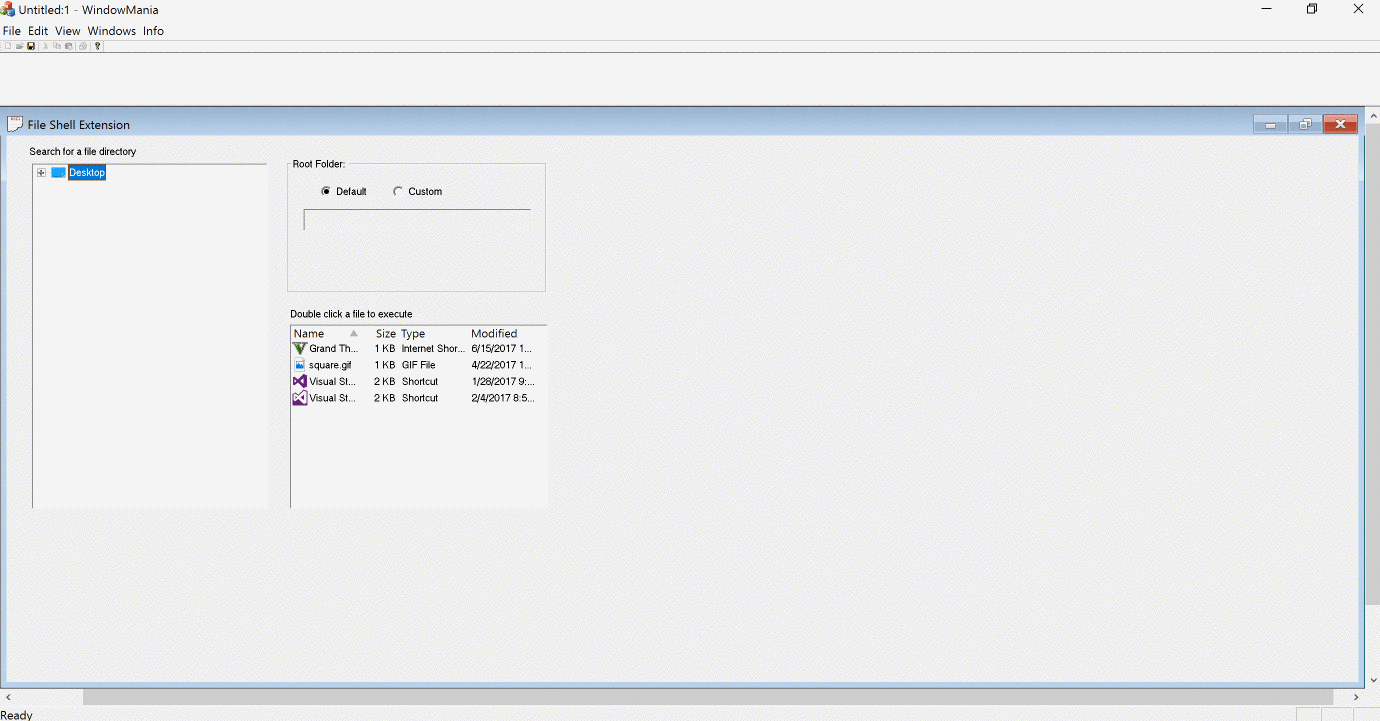 Untitled:1 - WindowMania
File Edit View Windows Info
File Shell Extension
Search for a file directory
Desktop
Root Folder:
Default Custom
Double click a file to execute
Name Size Type Modified
Grand Th... 1 KB Internet Shor... 6/15/2017 1...
square.gif 1 KB GIF File 4/22/2017 1...
Visual St... 2 KB Shortcut 1/28/2017 9:...
Visual St... 2 KB Shortcut 2/4/2017 8:5...
Ready